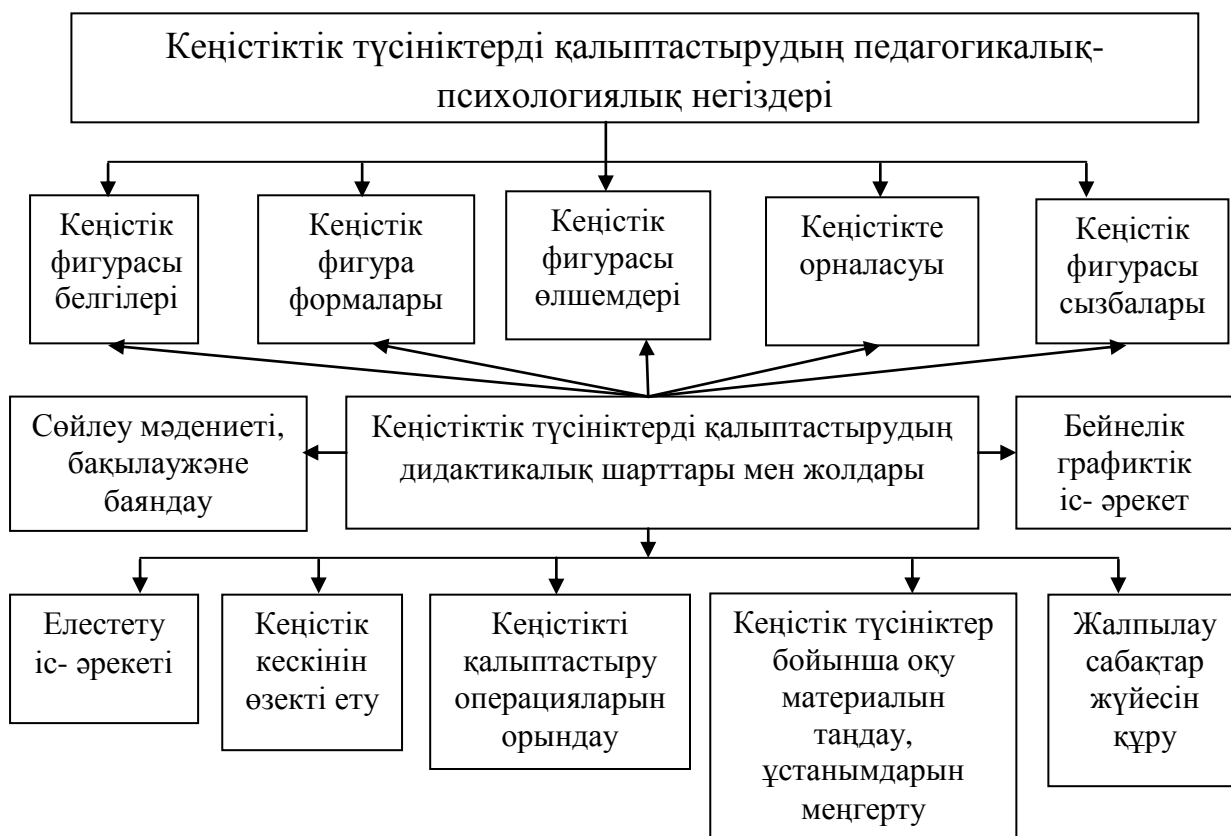 Кеңістіктік түсініктерді қалыптастырудың педагогикалық-
психологиялық негіздері
Кеңістік
фигурасы
белгілері
Кеңістік
фигура
формалары
Кеңістік
фигурасы
өлшемдері
Кеңістікте
орналасуы
Кеңістік
фигурасы
сызбалары
Сөйлеу мәдениеті,
бақылаужәне
баяндау
Кеңістіктік түсініктерді қалыптастырудың
дидактикалық шарттары мен жолдары
Бейнелік
графиктік
іс- әрекет
Елестету
іс- әрекеті
Кеңістік
кескінін
өзекті ету
Кеңістікті
қалыптастыру
операцияларын
орындау
Кеңістік түсініктер
бойынша оқу
материалын
таңдау,
ұстанымдарын
меңгерту
Жалпылау
сабақтар
жүйесін
құру